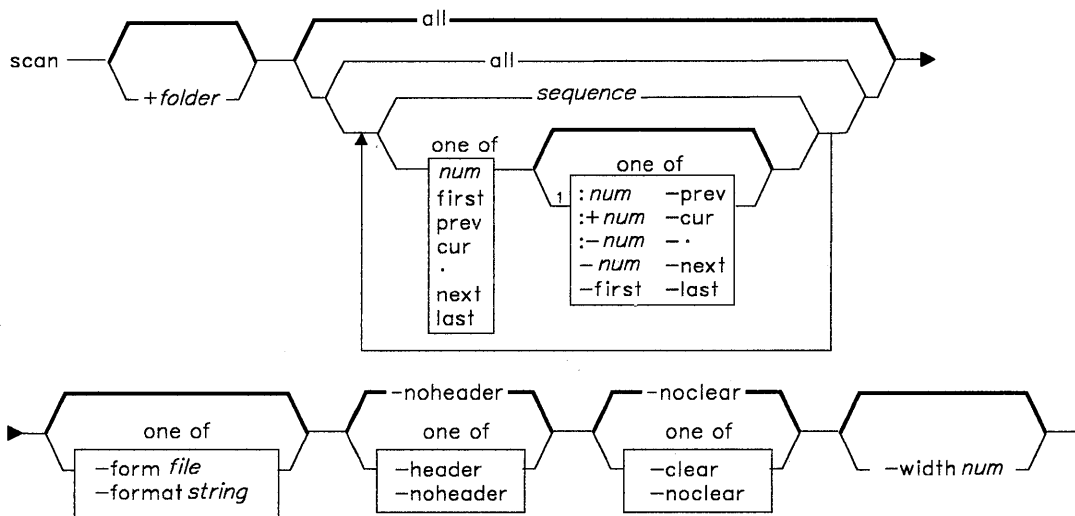 all
scan
all
+folder
sequence
one of
num
first
prev
cur
.
next
last
one of
1
:num -prev
:+num -cur
:-num -.
-num -next
-first -last
-noheader
-noclear
one of
-form file
-format string
one of
-header
-noheader
one of
-clear
-noclear
-width num